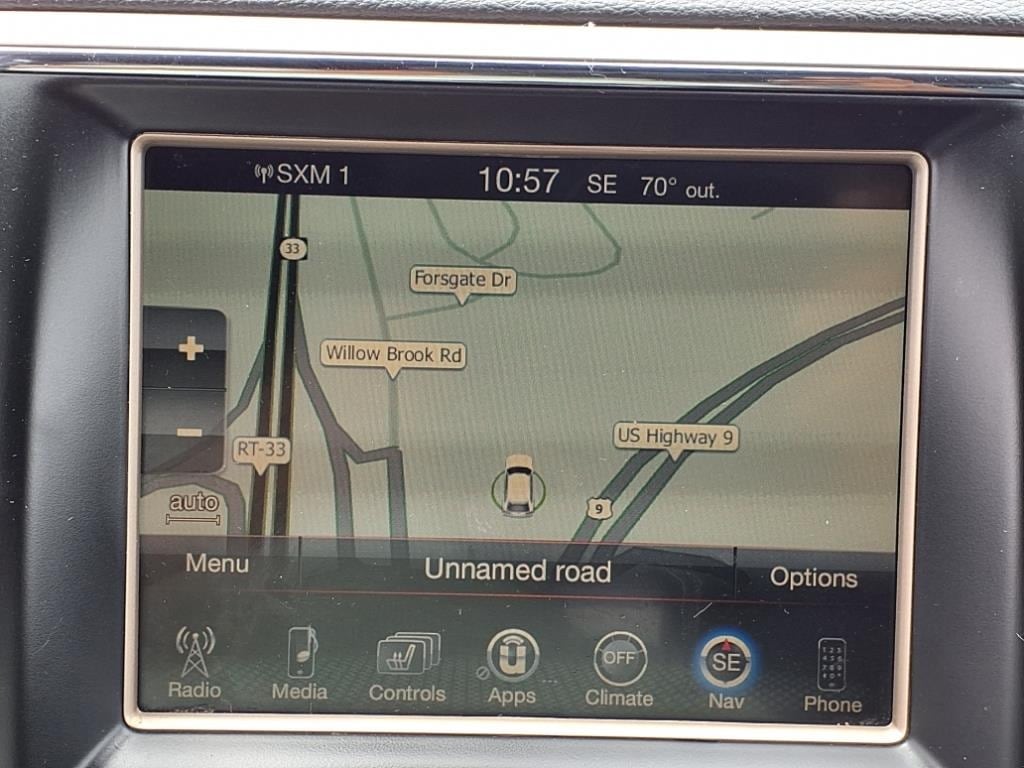 SXM 1 10:57 SE 70° out.
33
Forsgate Dr
Willow Brook Rd
+
US Highway 9
−
RT-33
auto
9
Menu Unnamed road Options
OFF SE
Radio Media Controls Apps Climate Nav Phone